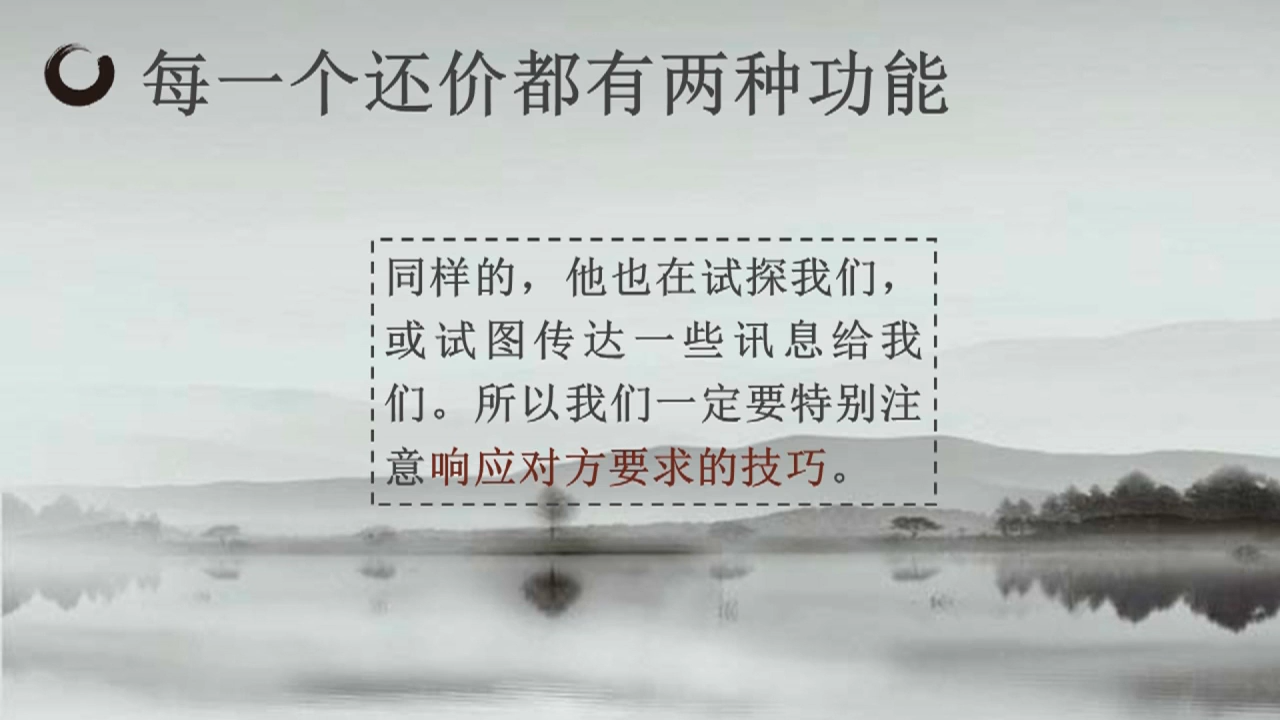 每一个还价都有两种功能
同样的，他也在试探我们，
或试图传达一些讯息给我
们。所以我们一定要特别注
意响应对方要求的技巧。